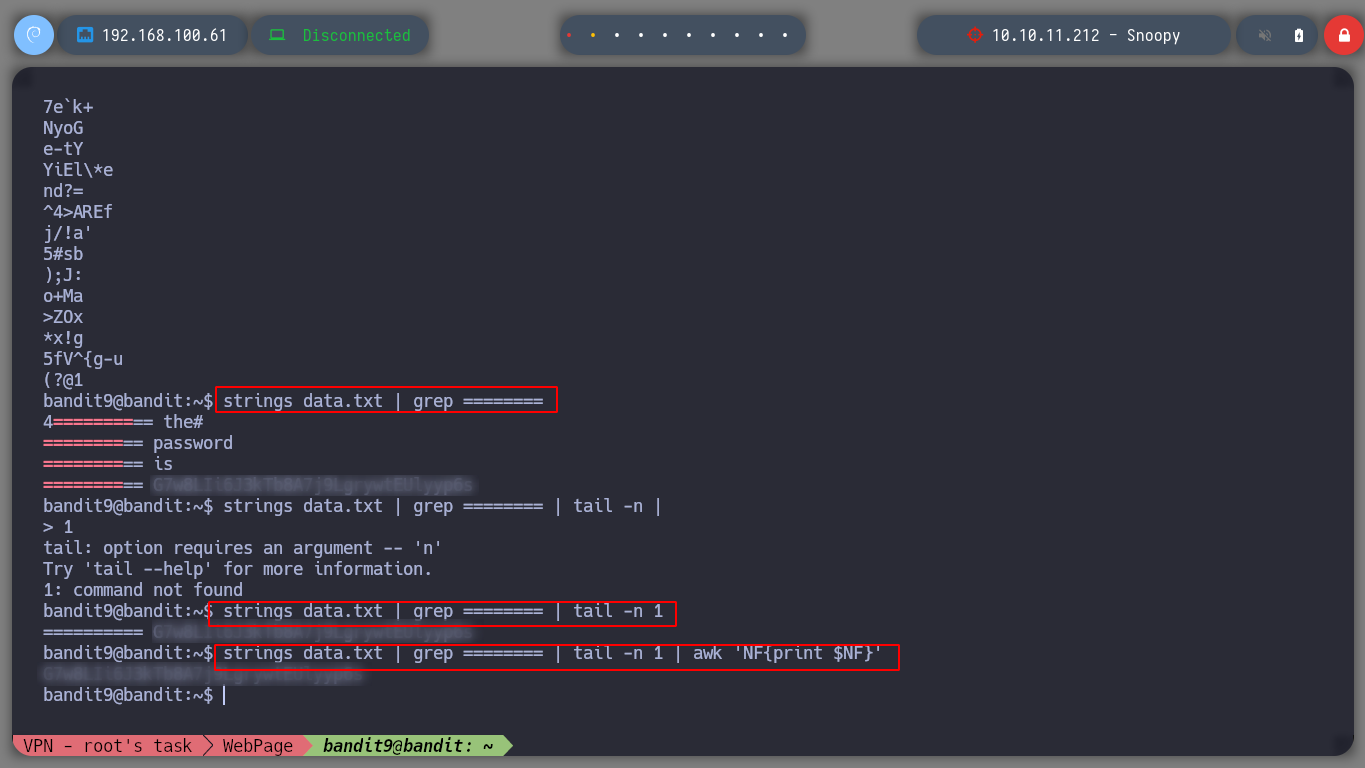 192.168.100.61
Disconnected
10.10.11.212 - Snoopy
7e`k+
NyoG
e-tY
YiEl\*e
nd?=
^4>AREf
j/!a'
5#sb
);J:
o+Ma
>ZOx
*x!g
5fV^{g-u
(?@1
bandit9@bandit:~$ strings data.txt | grep ========
4========== the#
========== password
========== is
==========
bandit9@bandit:~$ strings data.txt | grep ======== | tail -n |
> 1
tail: option requires an argument -- 'n'
Try 'tail --help' for more information.
1: command not found
bandit9@bandit:~$ strings data.txt | grep ======== | tail -n 1
==========
bandit9@bandit:~$ strings data.txt | grep ======== | tail -n 1 | awk 'NF{print $NF}'
bandit9@bandit:~$
VPN - root's task WebPage bandit9@bandit: ~